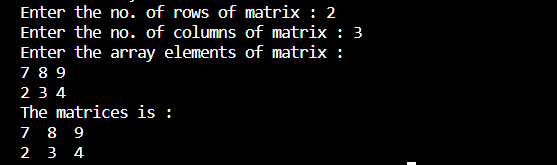 Enter the no. of rows of matrix : 2
Enter the no. of columns of matrix : 3
Enter the array elements of matrix :
7 8 9
2 3 4
The matrices is :
7  8  9
2  3  4